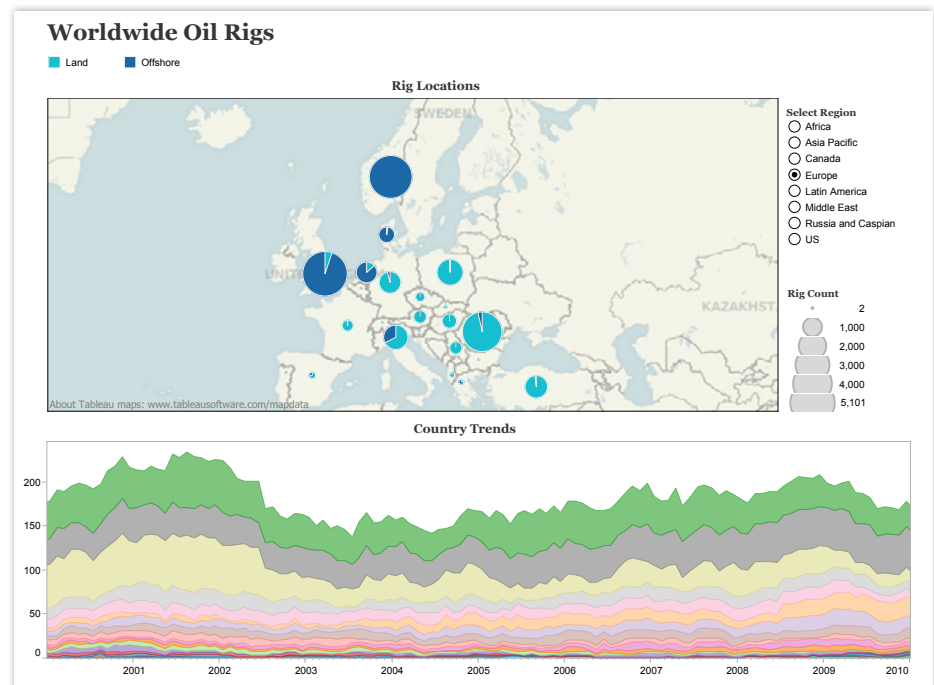 Worldwide Oil Rigs
Land Offshore
Rig Locations
SWEDEN
UNIT
KAZAKHST
About Tableau maps: www.tableausoftware.com/mapdata
Select Region
Africa
Asia Pacific
Canada
Europe
Latin America
Middle East
Russia and Caspian
US
Rig Count
2
1,000
2,000
3,000
4,000
5,101
Country Trends
200
150
100
50
0
2001 2002 2003 2004 2005 2006 2007 2008 2009 2010